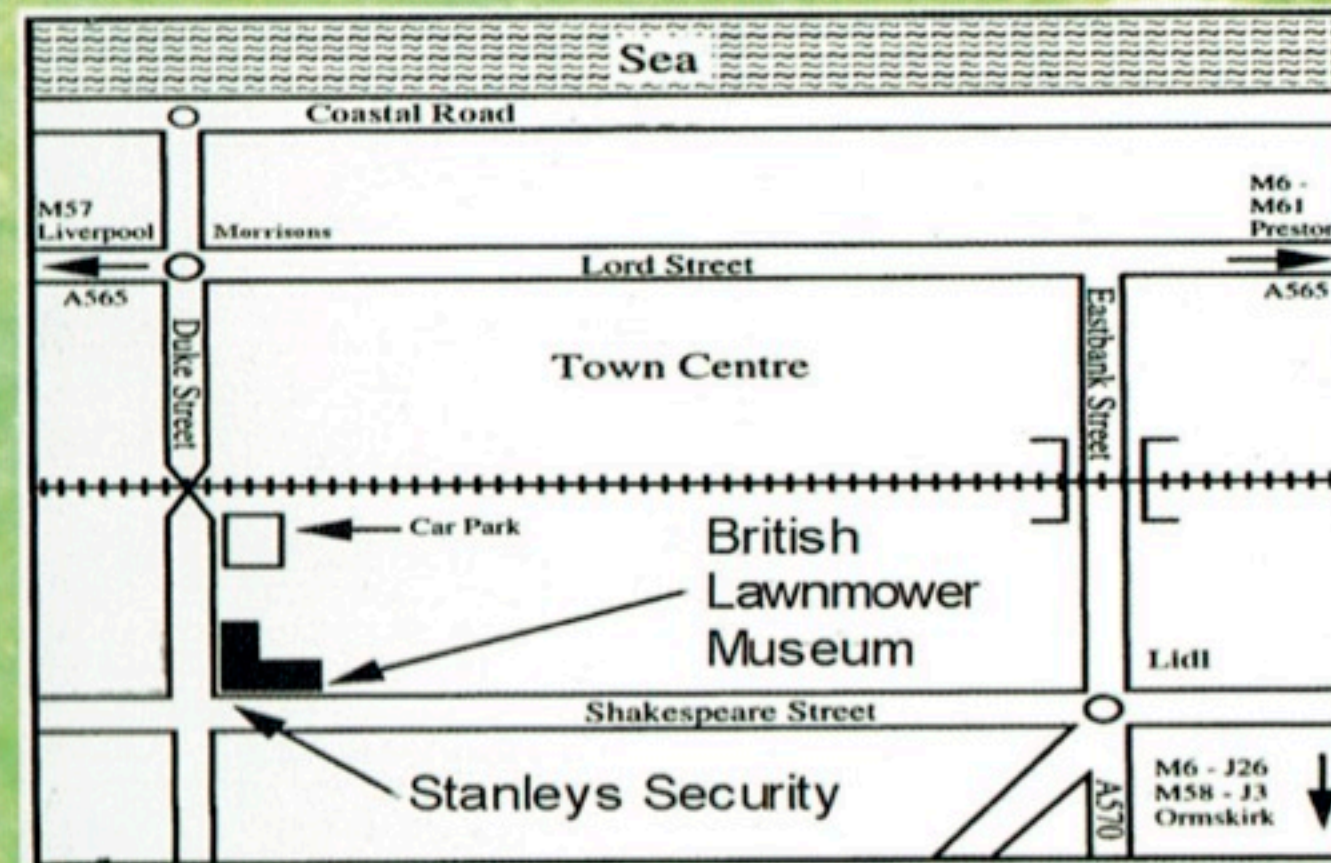 Sea
Coastal Road
M57
Liverpool
Morrisons
M6 -
M61
Preston
Lord Street
A565
A565
Duke Street
Town Centre
Eastbank Street
Car Park
British
Lawnmower
Museum
Lidl
Shakespeare Street
Stanleys Security
A570
M6 - J26
M58 - J3
Ormskirk